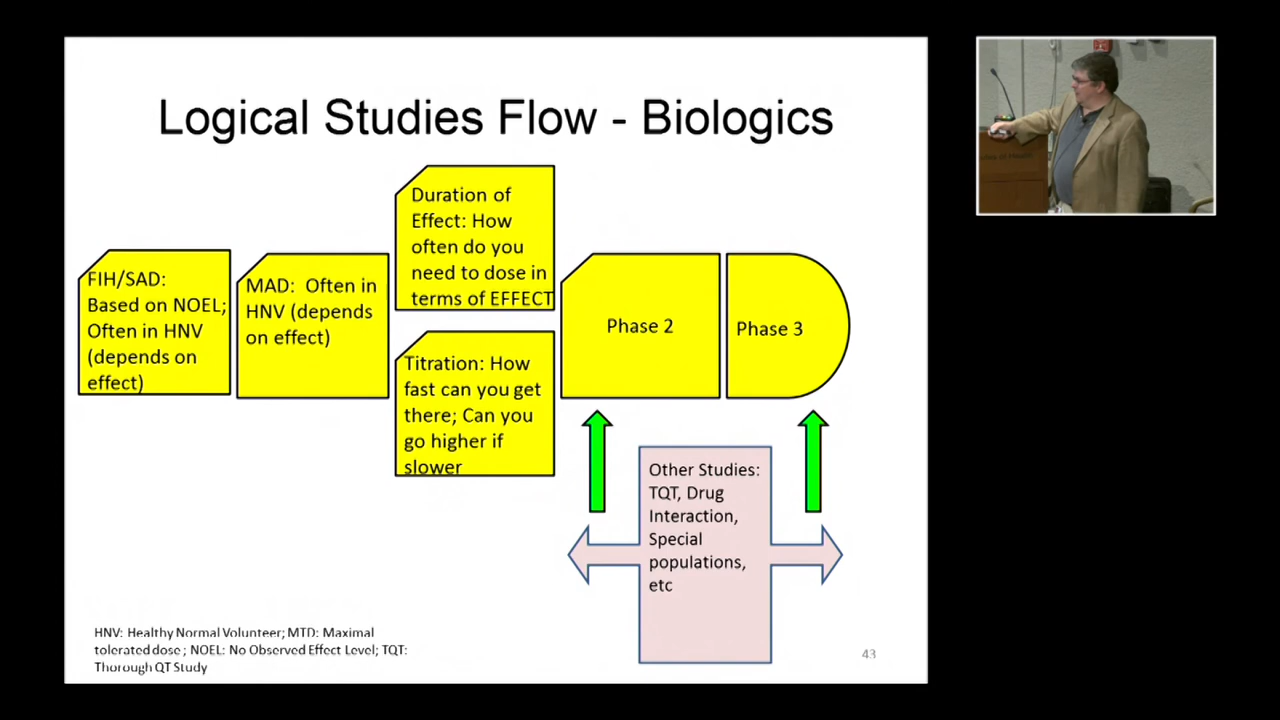 Logical Studies Flow - Biologics
FIH/SAD:
Based on NOEL;
Often in HNV
(depends on
effect)
MAD: Often in
HNV (depends
on effect)
Duration of
Effect: How
often do you
need to dose in
terms of EFFECT
Titration: How
fast can you get
there; Can you
go higher if
slower
Phase 2
Phase 3
Other Studies:
TQT, Drug
Interaction,
Special
populations,
etc
HNV: Healthy Normal Volunteer; MTD: Maximal
tolerated dose ; NOEL: No Observed Effect Level; TQT:
Thorough QT Study
43